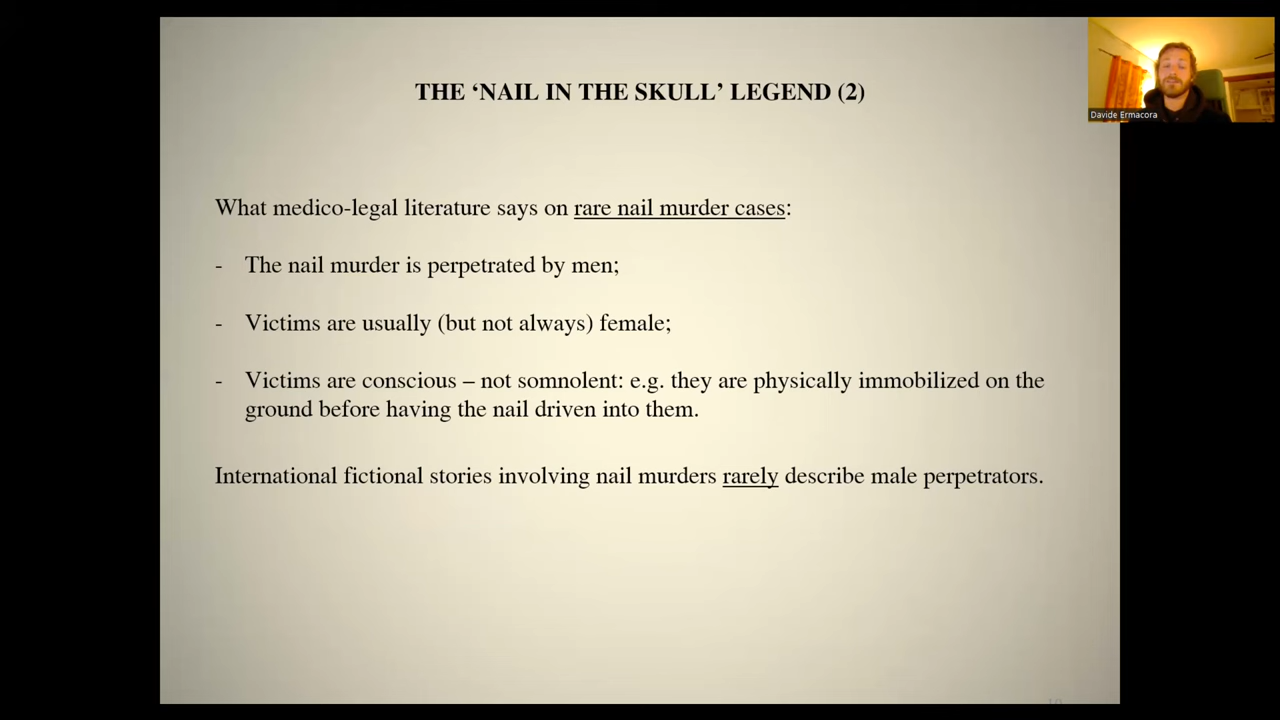 THE ‘NAIL IN THE SKULL’ LEGEND (2)
Davide Ermacora
What medico-legal literature says on rare nail murder cases:
- The nail murder is perpetrated by men;
- Victims are usually (but not always) female;
- Victims are conscious – not somnolent: e.g. they are physically immobilized on the
ground before having the nail driven into them.
International fictional stories involving nail murders rarely describe male perpetrators.